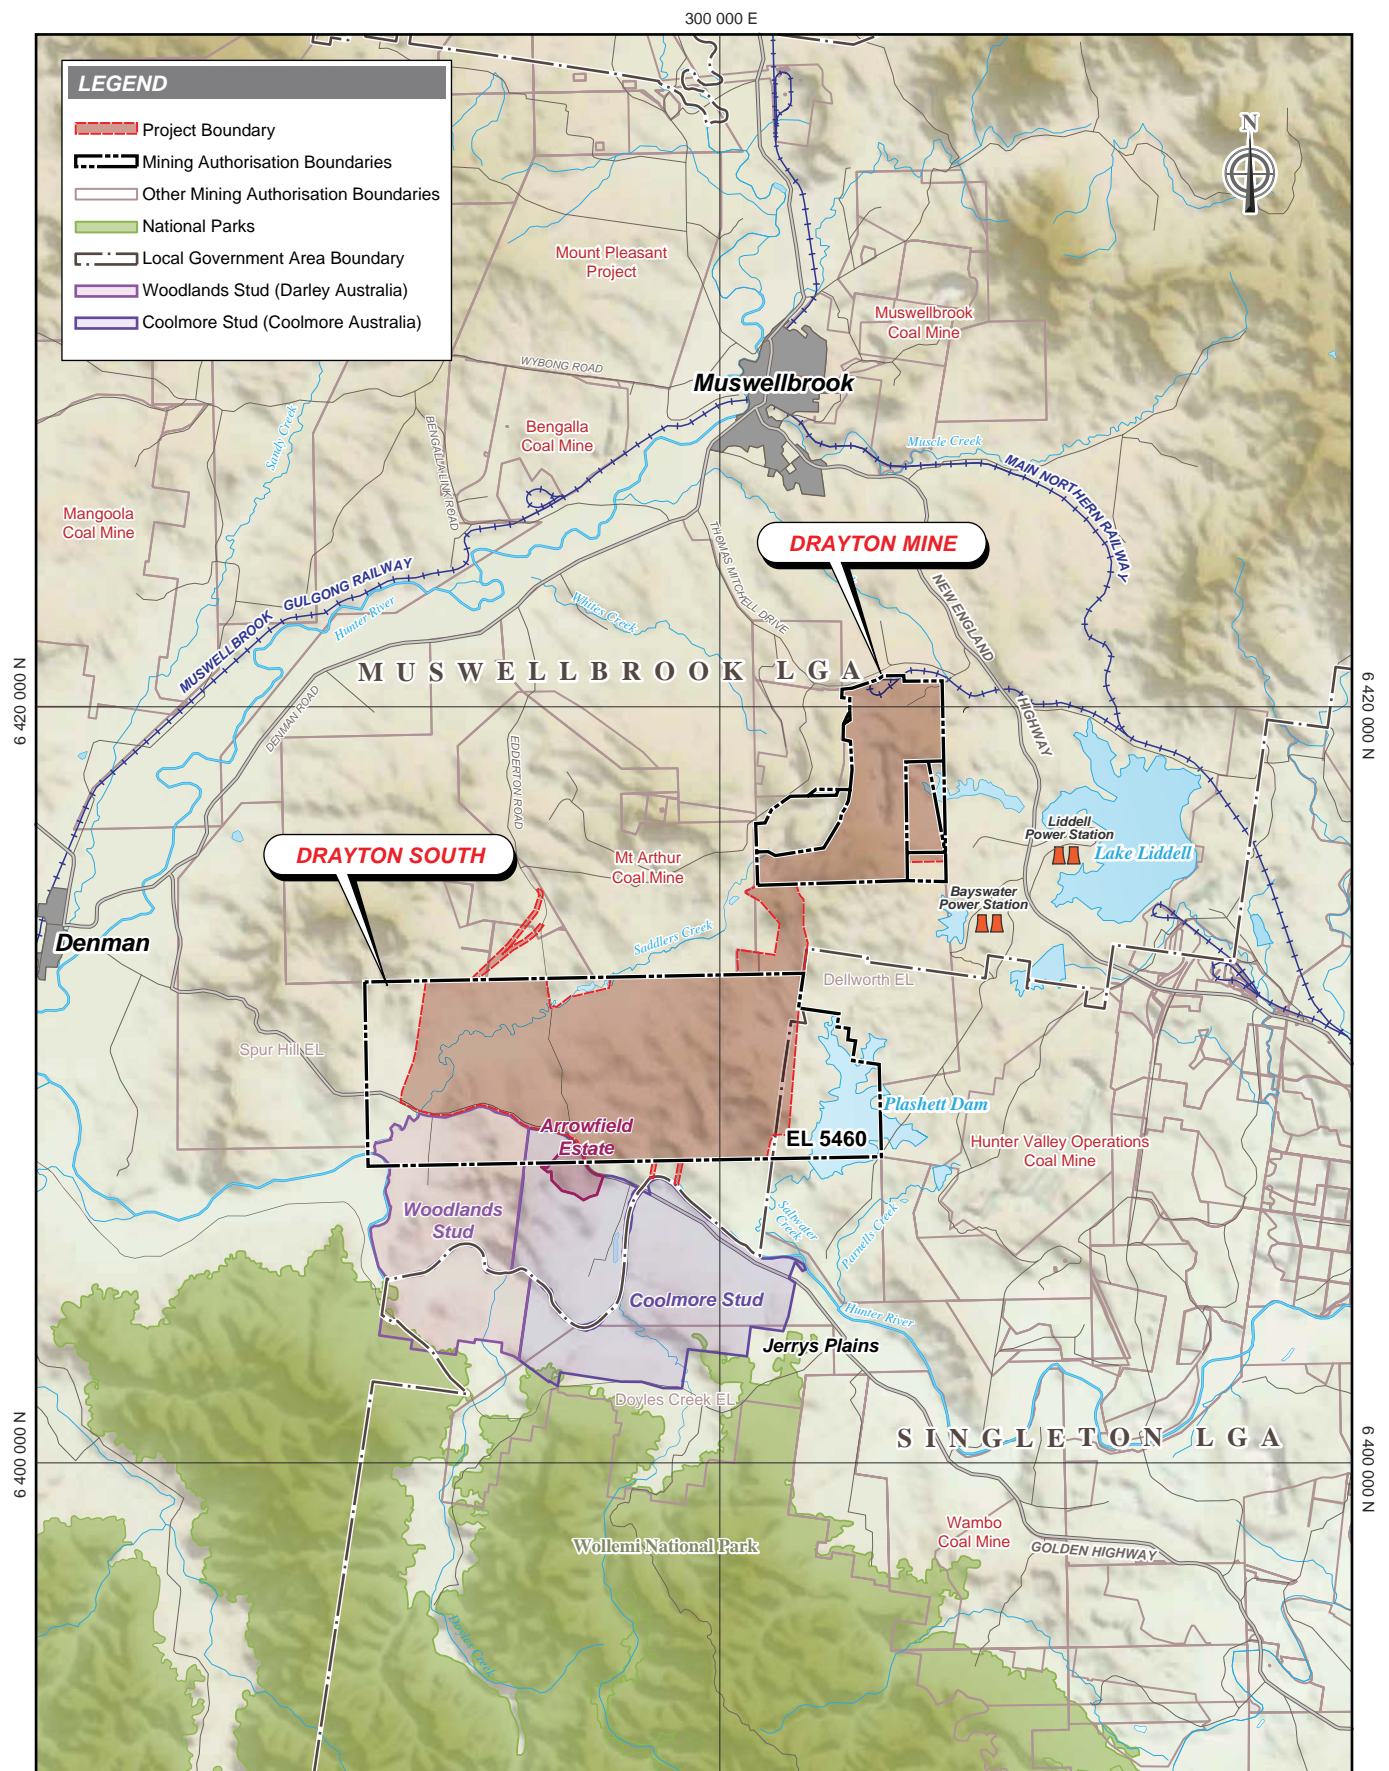 300 000 E
LEGEND
Project Boundary
Mining Authorisation Boundaries
Other Mining Authorisation Boundaries
National Parks
Local Government Area Boundary
Woodlands Stud (Darley Australia)
Coolmore Stud (Coolmore Australia)
N
Mount Pleasant
Project
Muswellbrook
Coal Mine
WYBONG ROAD
Muswellbrook
Sandy Creek
BENGALLA LINK ROAD
Bengalla
Coal Mine
Muscle Creek
MAIN NORTHERN RAILWAY
Mangoola
Coal Mine
THOMAS MITCHELL DRIVE
DRAYTON MINE
MUSWELLBROOK GULGONG RAILWAY
Hunter River
Whites Creek
NEW ENGLAND
HIGHWAY
MUSWELLBROOK LGA
6 420 000 N
6 420 000 N
DENMAN ROAD
EDDERTON ROAD
Liddell
Power Station
Lake Liddell
DRAYTON SOUTH
Mt Arthur
Coal Mine
Bayswater
Power Station
Denman
Saddlers Creek
Dellworth EL
Spur Hill EL
Plashett Dam
Arrowfield
Estate
EL 5460
Hunter Valley Operations
Coal Mine
Woodlands
Stud
Saltwater
Creek
Parnells Creek
Coolmore Stud
Hunter River
Jerrys Plains
Doyles Creek EL
SINGLETON LGA
6 400 000 N
6 400 000 N
Wambo
Coal Mine
GOLDEN HIGHWAY
Wollemi National Park
Doyles Creek